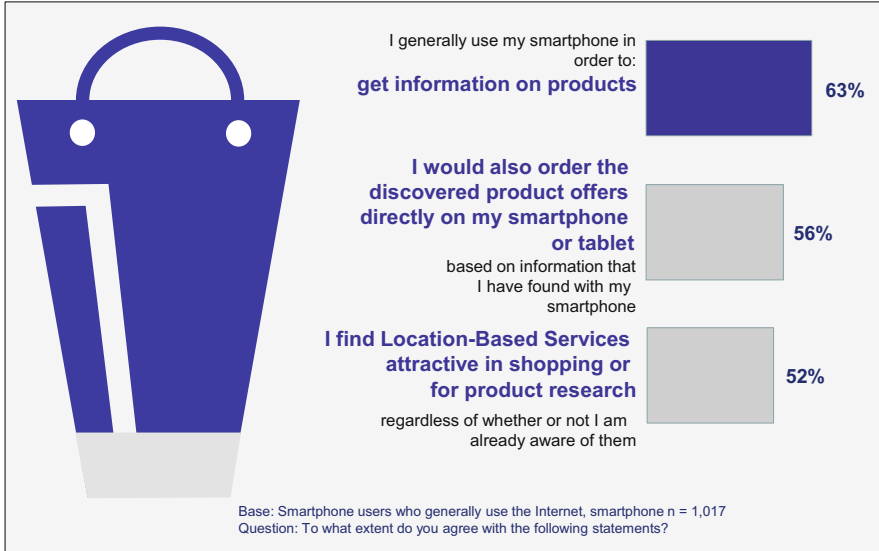 I generally use my smartphone in
order to:
get information on products
63%
I would also order the
discovered product offers
directly on my smartphone
or tablet
based on information that
I have found with my
smartphone
56%
I find Location-Based Services
attractive in shopping or
for product research
regardless of whether or not I am
already aware of them
52%
Base: Smartphone users who generally use the Internet, smartphone n = 1,017
Question: To what extent do you agree with the following statements?